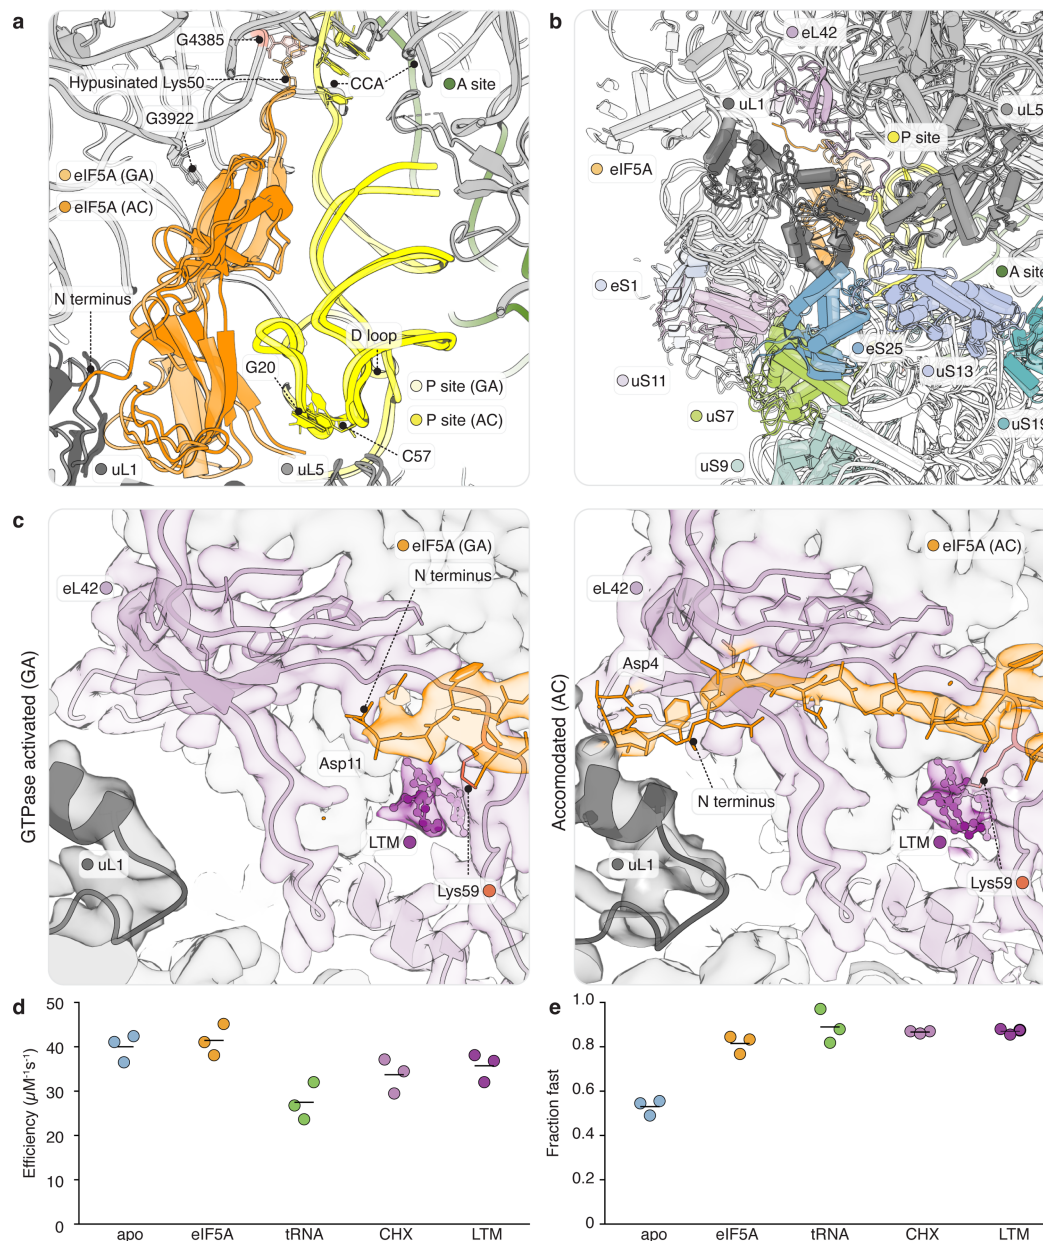 a
G4385
Hypusinated Lys50
CCA
A site
G3922
eIF5A (GA)
eIF5A (AC)
N terminus
D loop
G20
P site (GA)
P site (AC)
C57
uL1
uL5
b
eL42
uL1
uL5
P site
eIF5A
A site
eS1
eS25
uS13
uS11
uS7
uS19
uS9
c
GTPase activated (GA)
eIF5A (GA)
N terminus
eL42
Asp11
LTM
uL1
Lys59
Accomodated (AC)
eIF5A (AC)
eL42
Asp4
N terminus
LTM
uL1
Lys59
d
Efficiency (µM⁻¹s⁻¹)
50
40
30
20
10
0
apo eIF5A tRNA CHX LTM
e
Fraction fast
1.0
0.8
0.6
0.4
0.2
0
apo eIF5A tRNA CHX LTM